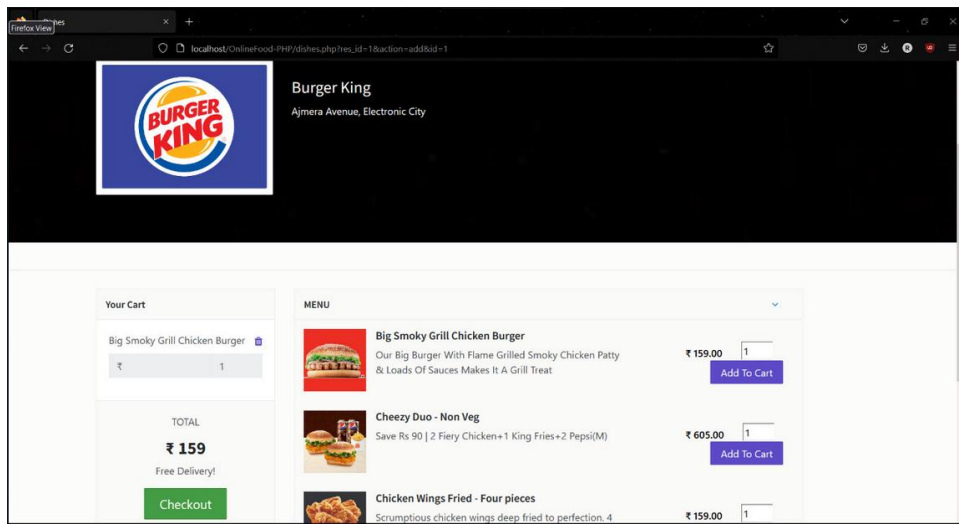 Dishes
Firefox View
localhost/OnlineFood-PHP/dishes.php?res_id=1&action=add&id=1
BURGER
KING
Burger King
Ajmera Avenue, Electronic City
Your Cart
Big Smoky Grill Chicken Burger
₹ 1
TOTAL
₹ 159
Free Delivery!
Checkout
MENU
Big Smoky Grill Chicken Burger
Our Big Burger With Flame Grilled Smoky Chicken Patty
& Loads Of Sauces Makes It A Grill Treat
₹ 159.00 1
Add To Cart
Cheezy Duo - Non Veg
Save Rs 90 | 2 Fiery Chicken+1 King Fries+2 Pepsi(M)
₹ 605.00 1
Add To Cart
Chicken Wings Fried - Four pieces
Scrumptious chicken wings deep fried to perfection. 4
₹ 159.00 1